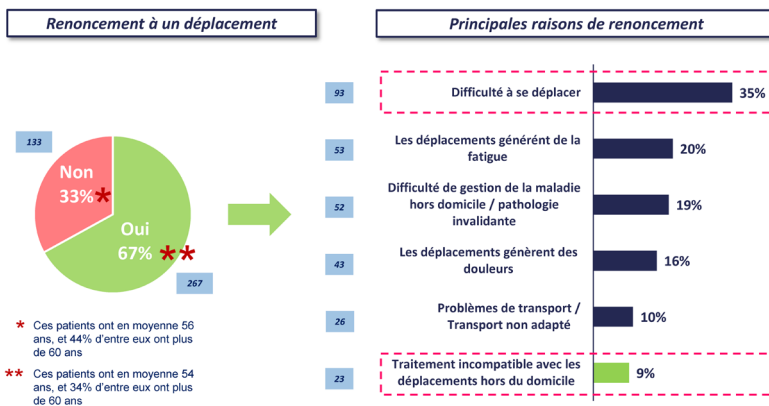 Renoncement à un déplacement
Principales raisons de renoncement
133
Non
33% *
Oui
67% **
267
* Ces patients ont en moyenne 56
ans, et 44% d'entre eux ont plus
de 60 ans
** Ces patients ont en moyenne 54
ans, et 34% d'entre eux ont plus
de 60 ans
93
Difficulté à se déplacer
35%
53
Les déplacements générént de la
fatigue
20%
52
Difficulté de gestion de la maladie
hors domicile / pathologie
invalidante
19%
43
Les déplacements génèrent des
douleurs
16%
26
Problèmes de transport /
Transport non adapté
10%
23
Traitement incompatible avec les
déplacements hors du domicile
9%